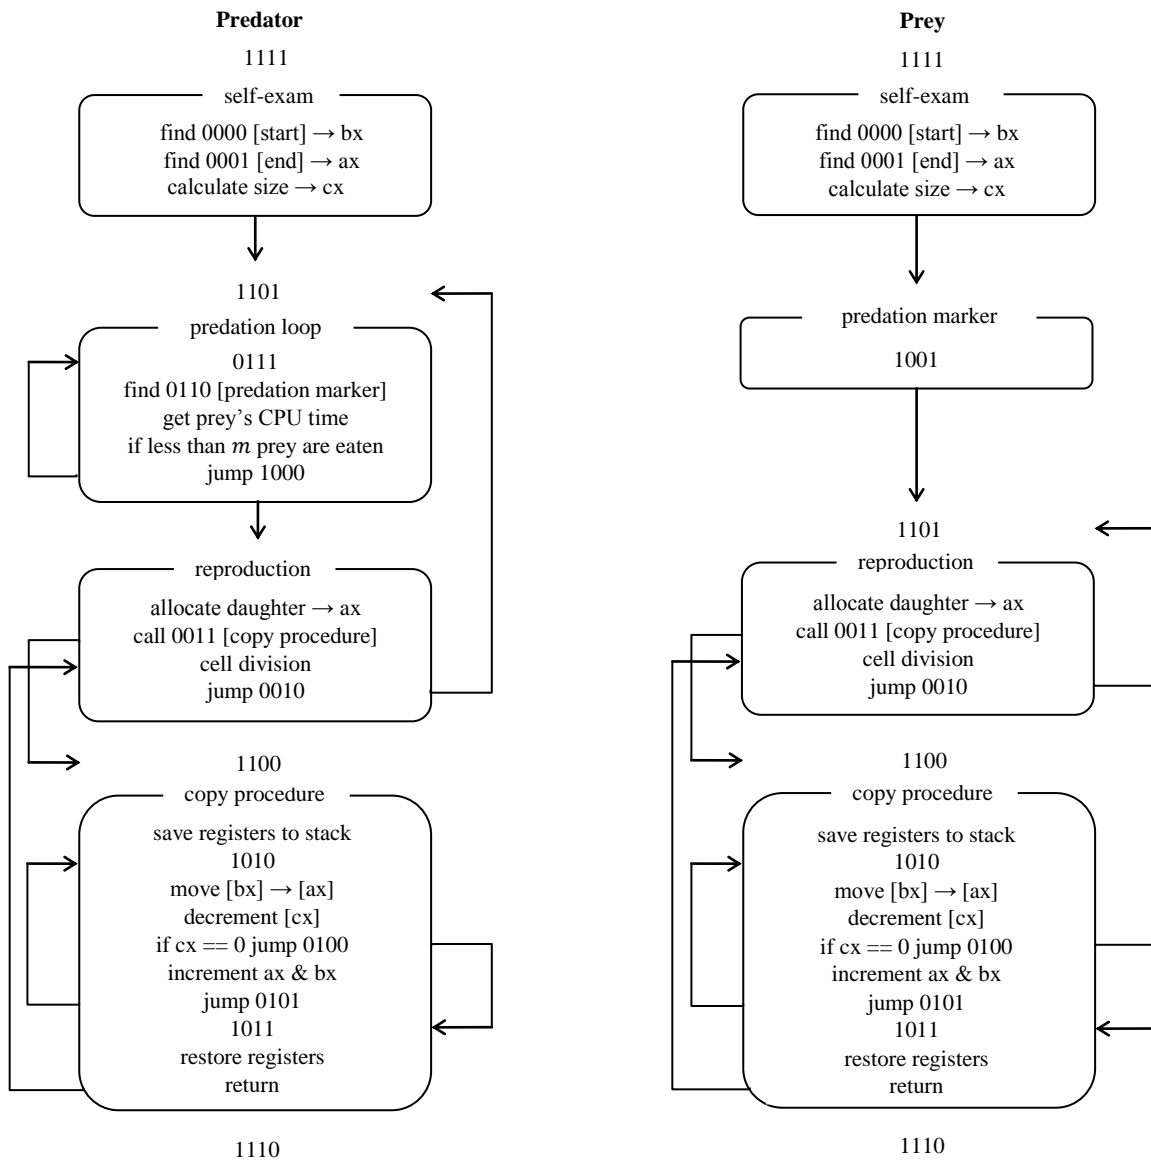 Predator
1111
self-exam
find 0000 [start] → bx
find 0001 [end] → ax
calculate size → cx
1101
predation loop
0111
find 0110 [predation marker]
get prey's CPU time
if less than m prey are eaten
jump 1000
reproduction
allocate daughter → ax
call 0011 [copy procedure]
cell division
jump 0010
1100
copy procedure
save registers to stack
1010
move [bx] → [ax]
decrement [cx]
if cx == 0 jump 0100
increment ax & bx
jump 0101
1011
restore registers
return
1110
Prey
1111
self-exam
find 0000 [start] → bx
find 0001 [end] → ax
calculate size → cx
predation marker
1001
1101
reproduction
allocate daughter → ax
call 0011 [copy procedure]
cell division
jump 0010
1100
copy procedure
save registers to stack
1010
move [bx] → [ax]
decrement [cx]
if cx == 0 jump 0100
increment ax & bx
jump 0101
1011
restore registers
return
1110